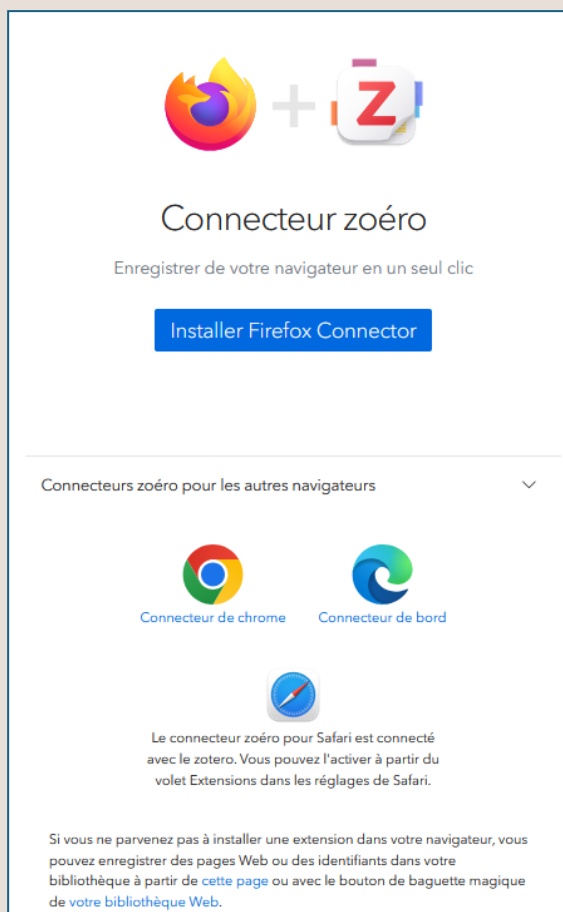 Z
Connecteur zoéro
Enregistrer de votre navigateur en un seul clic
Installer Firefox Connector
Connecteurs zoéro pour les autres navigateurs
Connecteur de chrome
Connecteur de bord
Le connecteur zoéro pour Safari est connecté
avec le zotero. Vous pouvez l'activer à partir du
volet Extensions dans les réglages de Safari.
Si vous ne parvenez pas à installer une extension dans votre navigateur, vous
pouvez enregistrer des pages Web ou des identifiants dans votre
bibliothèque à partir de cette page ou avec le bouton de baguette magique
de votre bibliothèque Web.